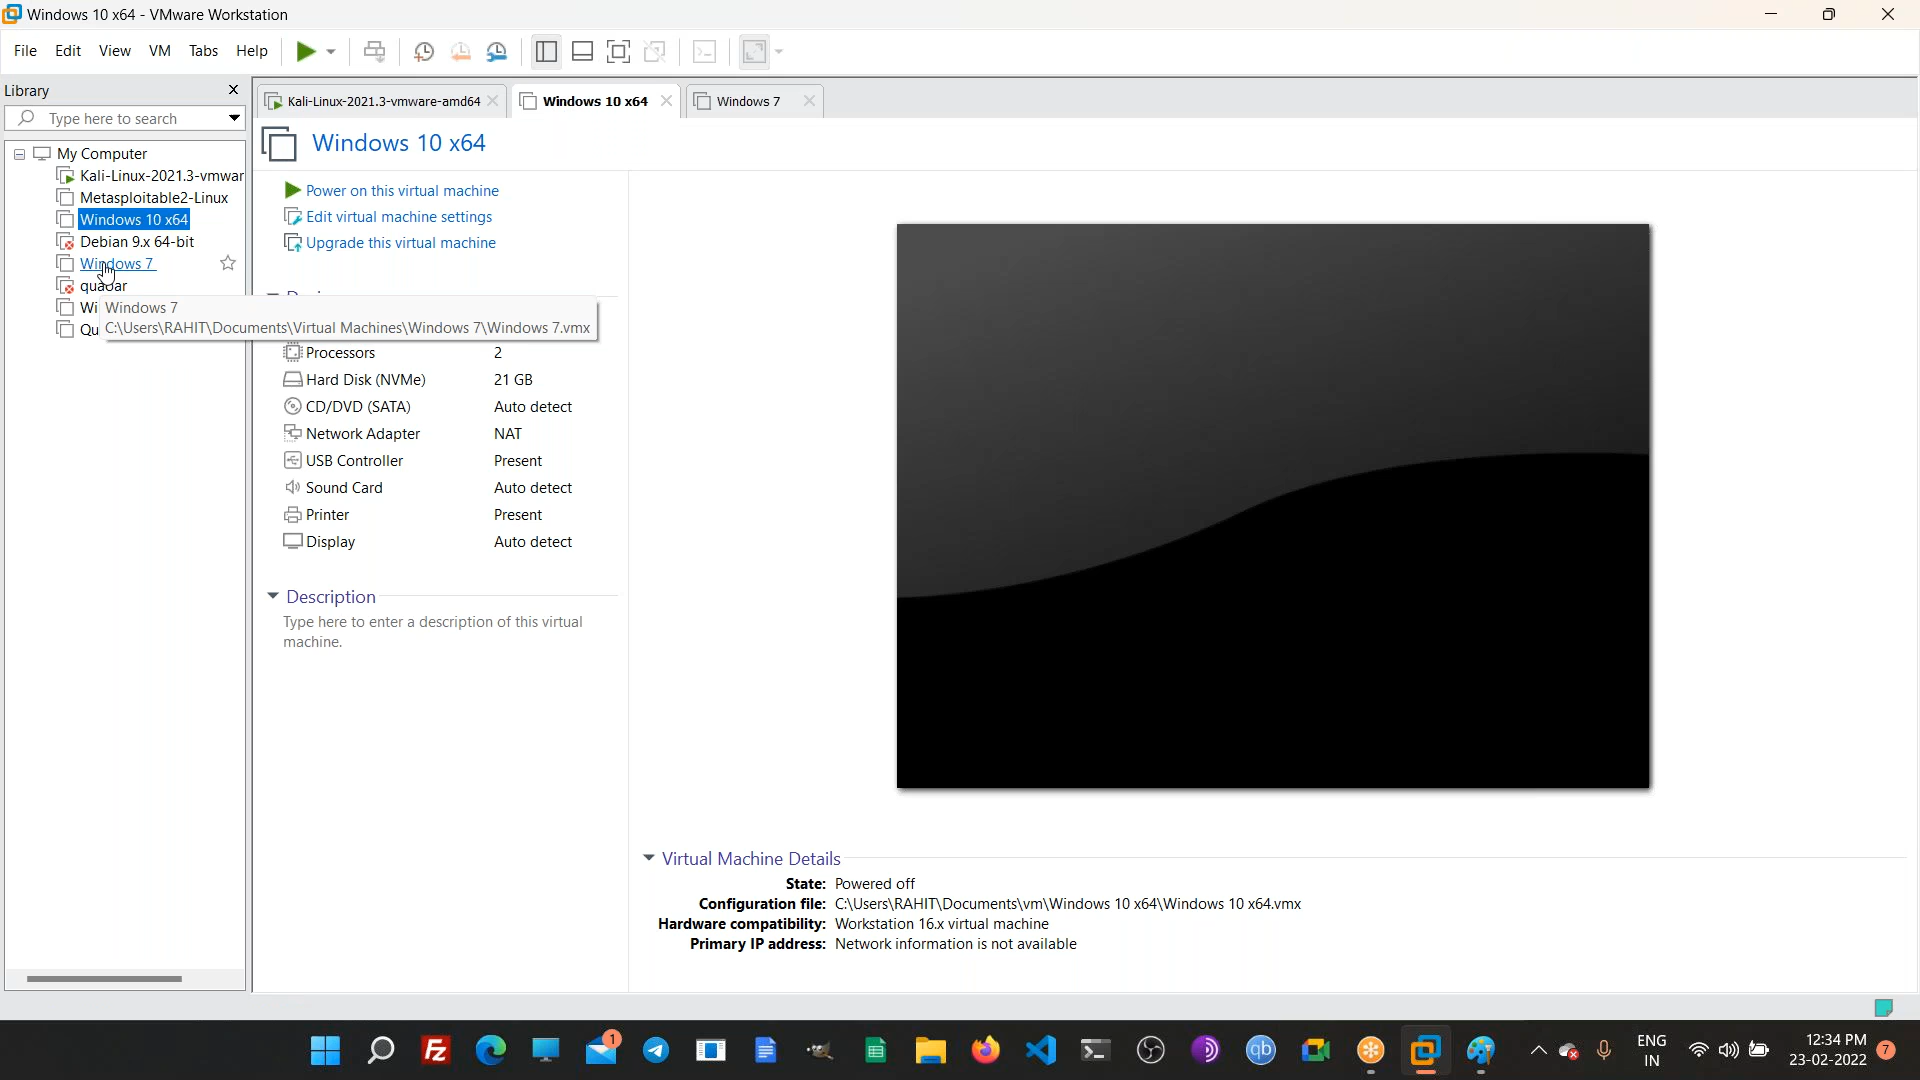 Windows 10 x64 - VMware Workstation
File Edit View VM Tabs Help
Library
Type here to search
My Computer
Kali-Linux-2021.3-vmwar
Metasploitable2-Linux
Windows 10 x64
Debian 9.x 64-bit
Windows 7
quaoar
Wi
Qu
Windows 7
C:\Users\RAHIT\Documents\Virtual Machines\Windows 7\Windows 7.vmx
Kali-Linux-2021.3-vmware-amd64
Windows 10 x64
Windows 7
Windows 10 x64
Power on this virtual machine
Edit virtual machine settings
Upgrade this virtual machine
Processors 2
Hard Disk (NVMe) 21 GB
CD/DVD (SATA) Auto detect
Network Adapter NAT
USB Controller Present
Sound Card Auto detect
Printer Present
Display Auto detect
Description
Type here to enter a description of this virtual
machine.
Virtual Machine Details
State: Powered off
Configuration file: C:\Users\RAHIT\Documents\vm\Windows 10 x64\Windows 10 x64.vmx
Hardware compatibility: Workstation 16.x virtual machine
Primary IP address: Network information is not available
Fz
1
qb
ENG
IN
12:34 PM
23-02-2022
7